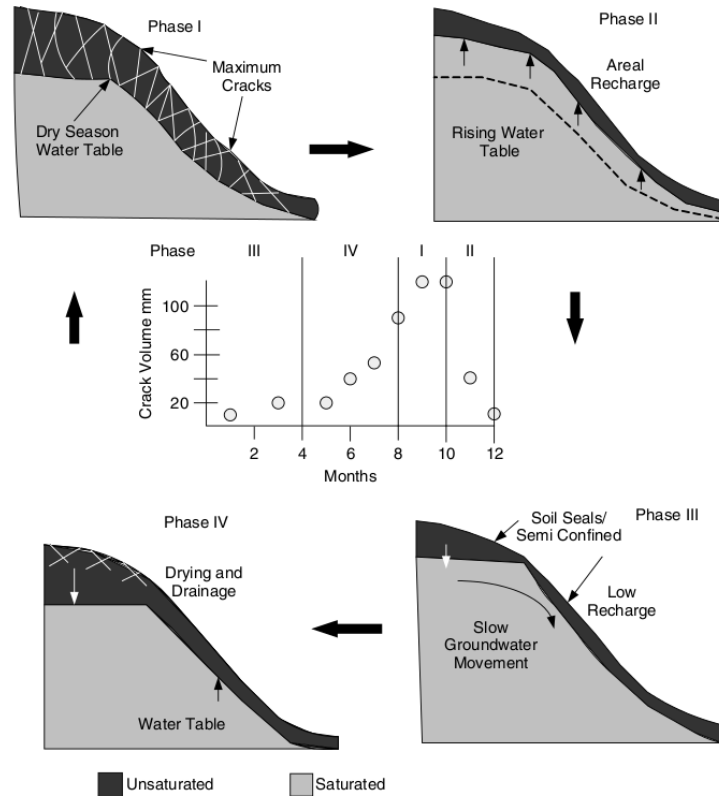 Phase I
Maximum
Cracks
Dry Season
Water Table
Phase II
Areal
Recharge
Rising Water
Table
Phase III IV I II
Crack Volume mm
100
60
20
2 4 6 8 10 12
Months
Phase IV
Drying and
Drainage
Water Table
Soil Seals/
Semi Confined
Phase III
Low
Recharge
Slow
Groundwater
Movement
Unsaturated
Saturated